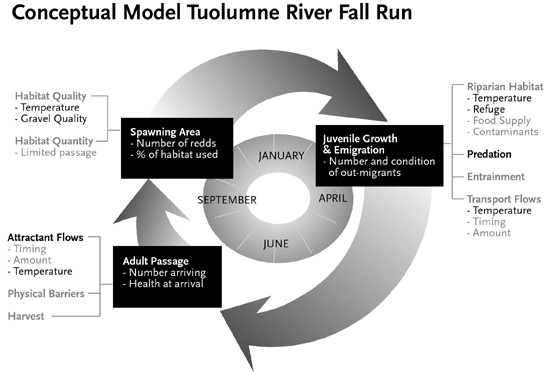 Conceptual Model Tuolumne River Fall Run
Habitat Quality
- Temperature
- Gravel Quality
Habitat Quantity
- Limited passage
Spawning Area
- Number of redds
- % of habitat used
Juvenile Growth
& Emigration
- Number and condition
of out-migrants
Riparian Habitat
- Temperature
- Refuge
- Food Supply
- Contaminants
Predation
Entrainment
Transport Flows
- Temperature
- Timing
- Amount
JANUARY
SEPTEMBER
APRIL
JUNE
Attractant Flows
- Timing
- Amount
- Temperature
Physical Barriers
Harvest
Adult Passage
- Number arriving
- Health at arrival